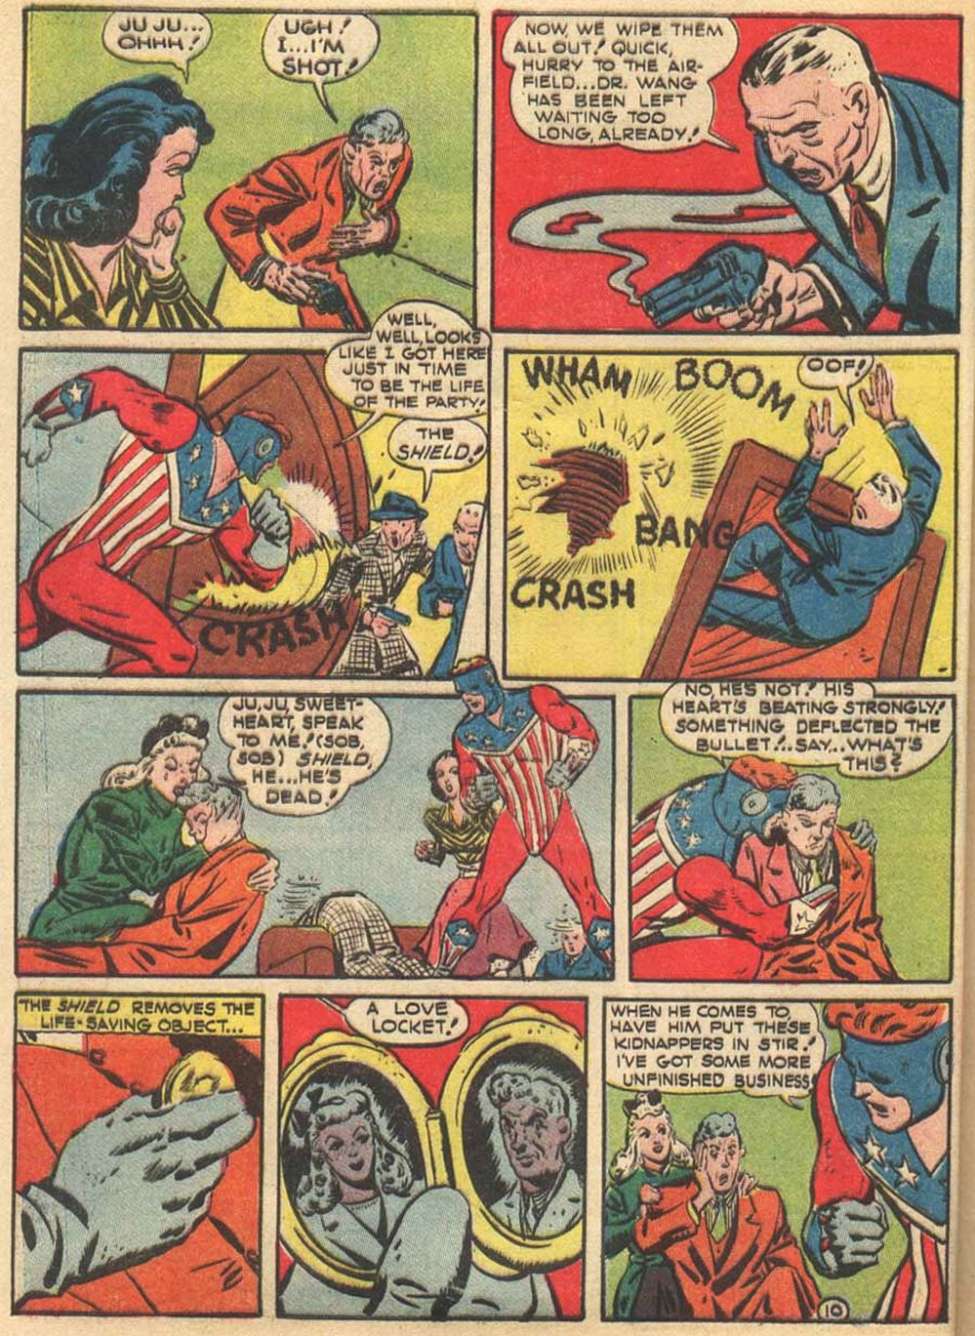 JU JU...
OHHH!
UGH!
I...I'M
SHOT!
NOW, WE WIPE THEM
ALL OUT! QUICK,
HURRY TO THE AIR-
FIELD...DR. WANG
HAS BEEN LEFT
WAITING TOO
LONG, ALREADY!
WELL,
WELL, LOOKS
LIKE I GOT HERE
JUST IN TIME
TO BE THE LIFE
OF THE PARTY!
THE
SHIELD!
CRASH
WHAM
BOOM
OOF!
BANG
CRASH
JU, JU, SWEET-
HEART, SPEAK
TO ME! (SOB,
SOB) SHIELD,
HE...HE'S
DEAD!
NO, HE'S NOT! HIS
HEART'S BEATING STRONGLY!
SOMETHING DEFLECTED THE
BULLET!..SAY..WHAT'S
THIS?
THE SHIELD REMOVES THE
LIFE-SAVING OBJECT...
A LOVE
LOCKET!
WHEN HE COMES TO,
HAVE HIM PUT THESE
KIDNAPPERS IN STIR!
I'VE GOT SOME MORE
UNFINISHED BUSINESS
10